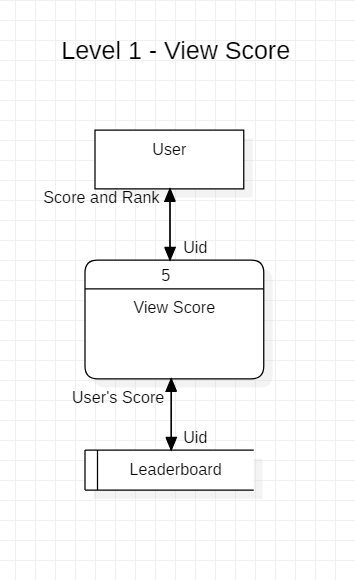 Level 1 - View Score
User
Score and Rank
Uid
5
View Score
User's Score
Uid
Leaderboard